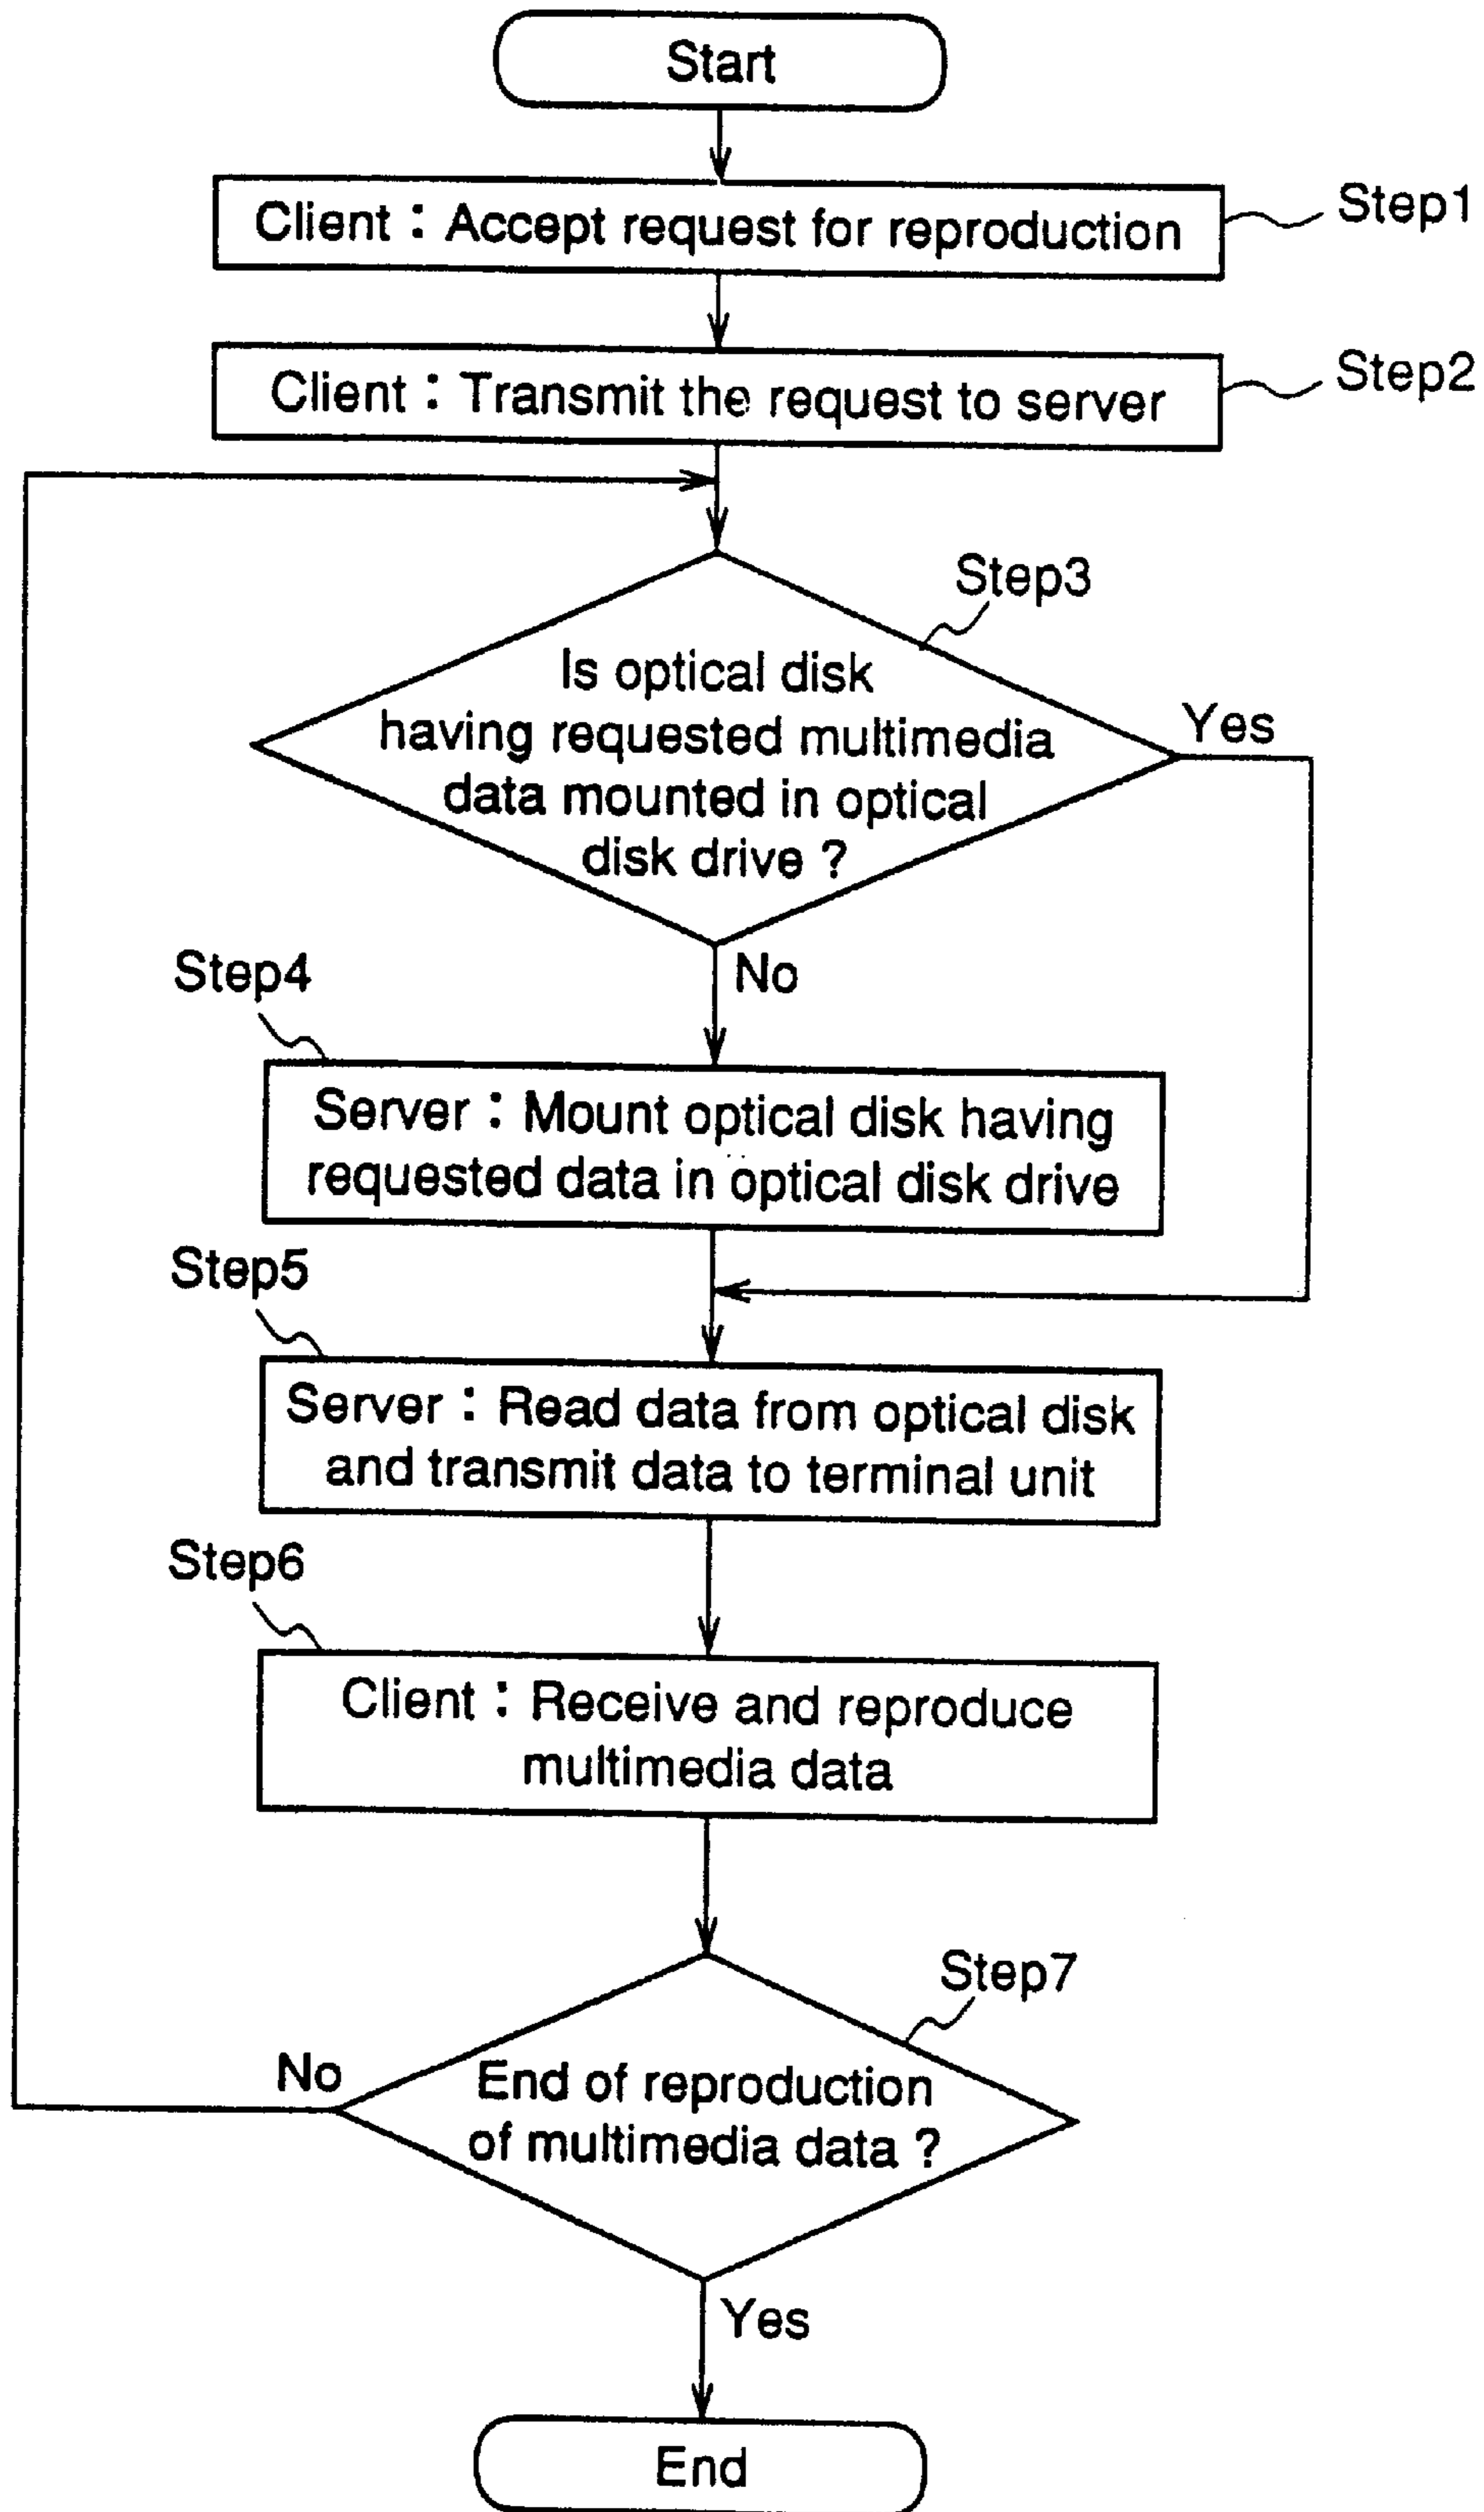 Start
Client : Accept request for reproduction
Step1
Client : Transmit the request to server
Step2
Step3
Is optical disk
having requested multimedia
data mounted in optical
disk drive ?
Yes
No
Step4
Server : Mount optical disk having
requested data in optical disk drive
Step5
Server : Read data from optical disk
and transmit data to terminal unit
Step6
Client : Receive and reproduce
multimedia data
Step7
End of reproduction
of multimedia data ?
No
Yes
End